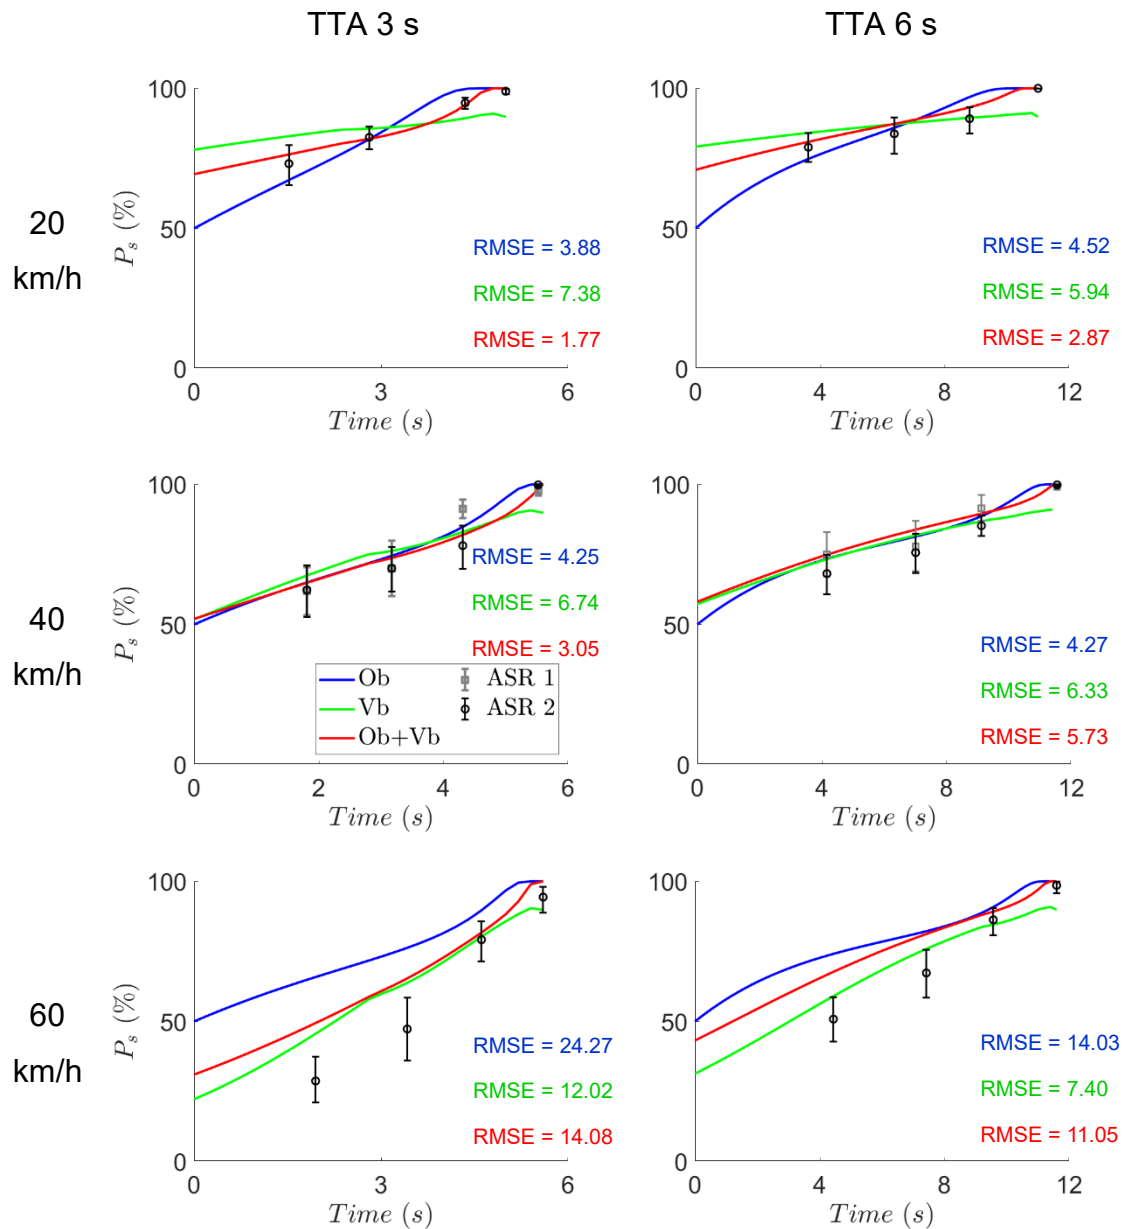 TTA 3 s
TTA 6 s
20
km/h
100
50
0
P_s (%)
RMSE = 3.88
RMSE = 7.38
RMSE = 1.77
0 3 6
Time (s)
100
50
0
P_s (%)
RMSE = 4.52
RMSE = 5.94
RMSE = 2.87
0 4 8 12
Time (s)
40
km/h
100
50
0
P_s (%)
RMSE = 4.25
RMSE = 6.74
RMSE = 3.05
Ob ASR 1
Vb ASR 2
Ob+Vb
0 2 4 6
Time (s)
100
50
0
P_s (%)
RMSE = 4.27
RMSE = 6.33
RMSE = 5.73
0 4 8 12
Time (s)
60
km/h
100
50
0
P_s (%)
RMSE = 24.27
RMSE = 12.02
RMSE = 14.08
0 3 6
Time (s)
100
50
0
P_s (%)
RMSE = 14.03
RMSE = 7.40
RMSE = 11.05
0 4 8 12
Time (s)